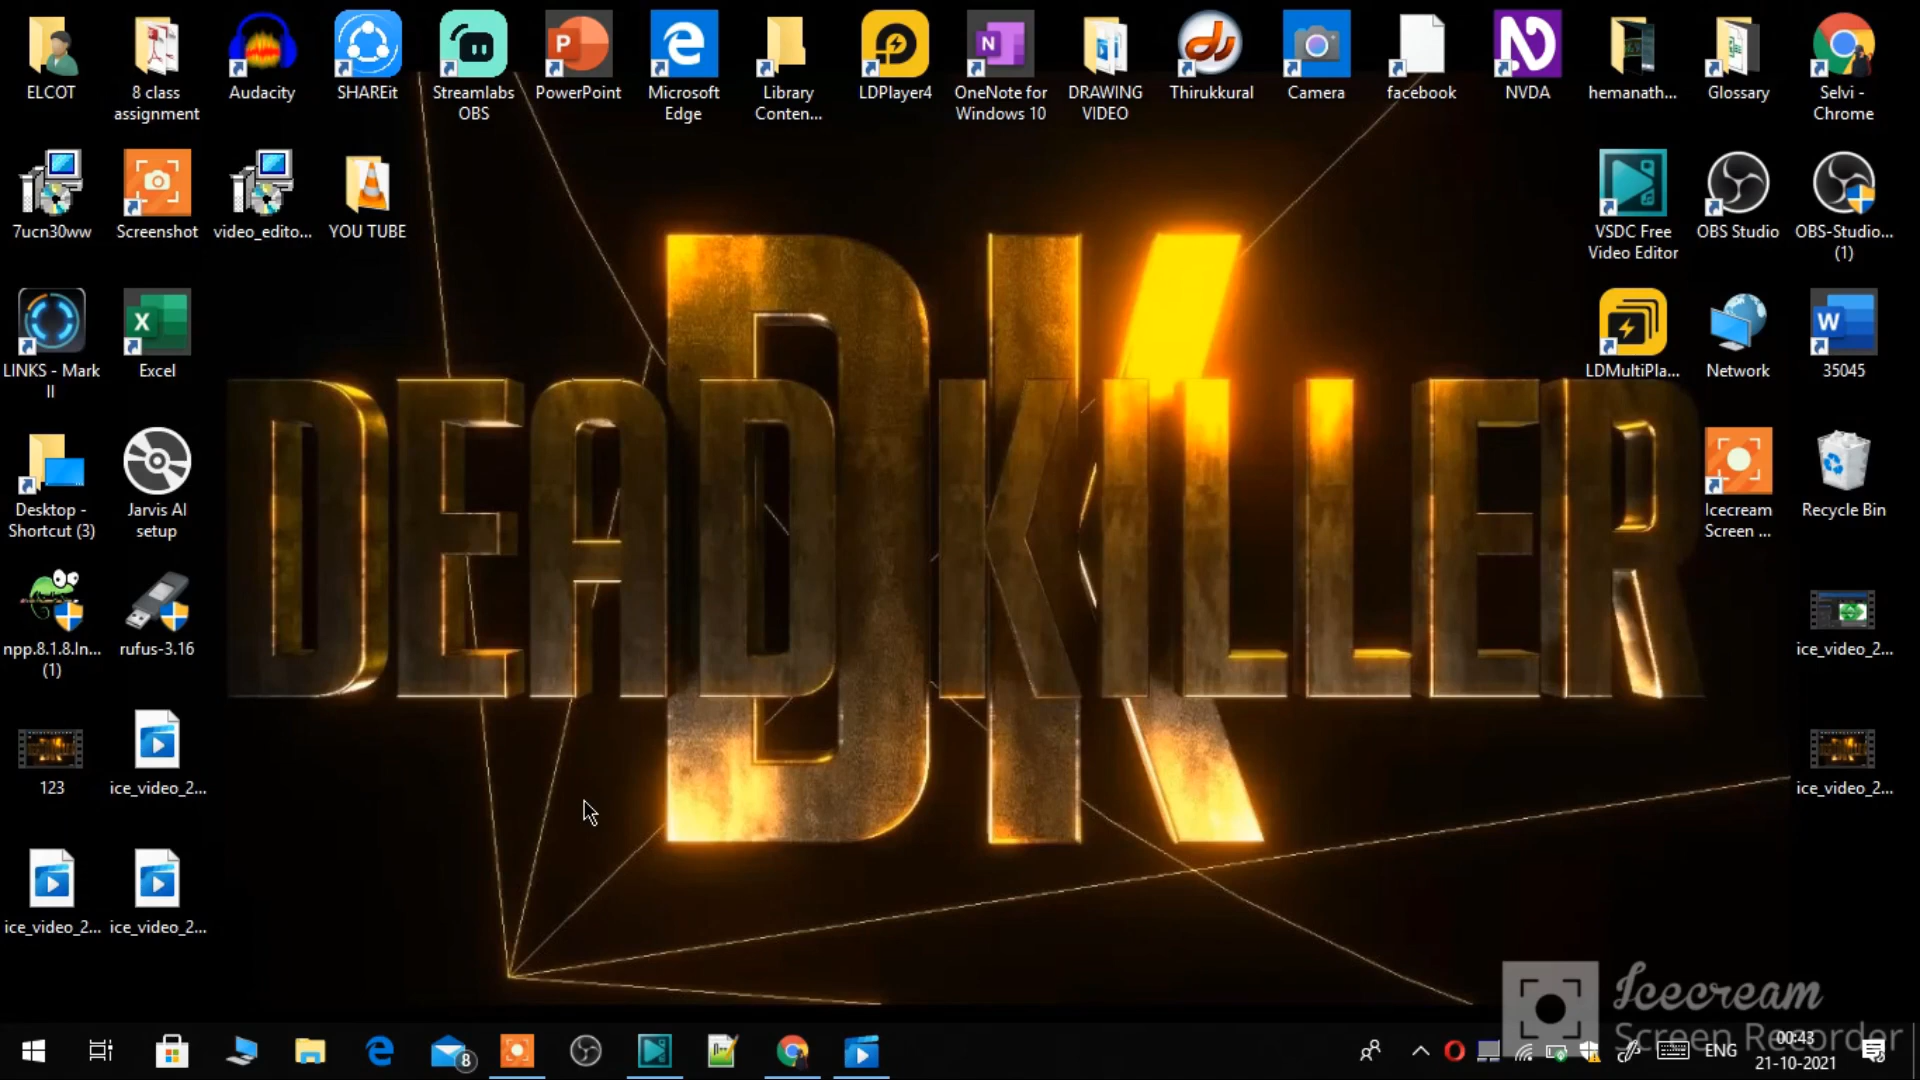 ELCOT
8 class
assignment
Audacity
SHAREit
Streamlabs
OBS
PowerPoint
Microsoft
Edge
Library
Conten...
LDPlayer4
OneNote for
Windows 10
DRAWING
VIDEO
Thirukkural
Camera
facebook
NVDA
hemanath...
Glossary
Selvi -
Chrome
7ucn30ww
Screenshot
video_edito...
YOU TUBE
VSDC Free
Video Editor
OBS Studio
OBS-Studio...
(1)
LINKS - Mark
II
Excel
LDMultiPla...
Network
35045
DK
DEAD KILLER
Desktop -
Shortcut (3)
Jarvis AI
setup
Icecream
Screen ...
Recycle Bin
npp.8.1.8.In...
(1)
rufus-3.16
ice_video_2...
123
ice_video_2...
ice_video_2...
ice_video_2...
ice_video_2...
Icecream
Screen Recorder
8
ENG
00:43
21-10-2021